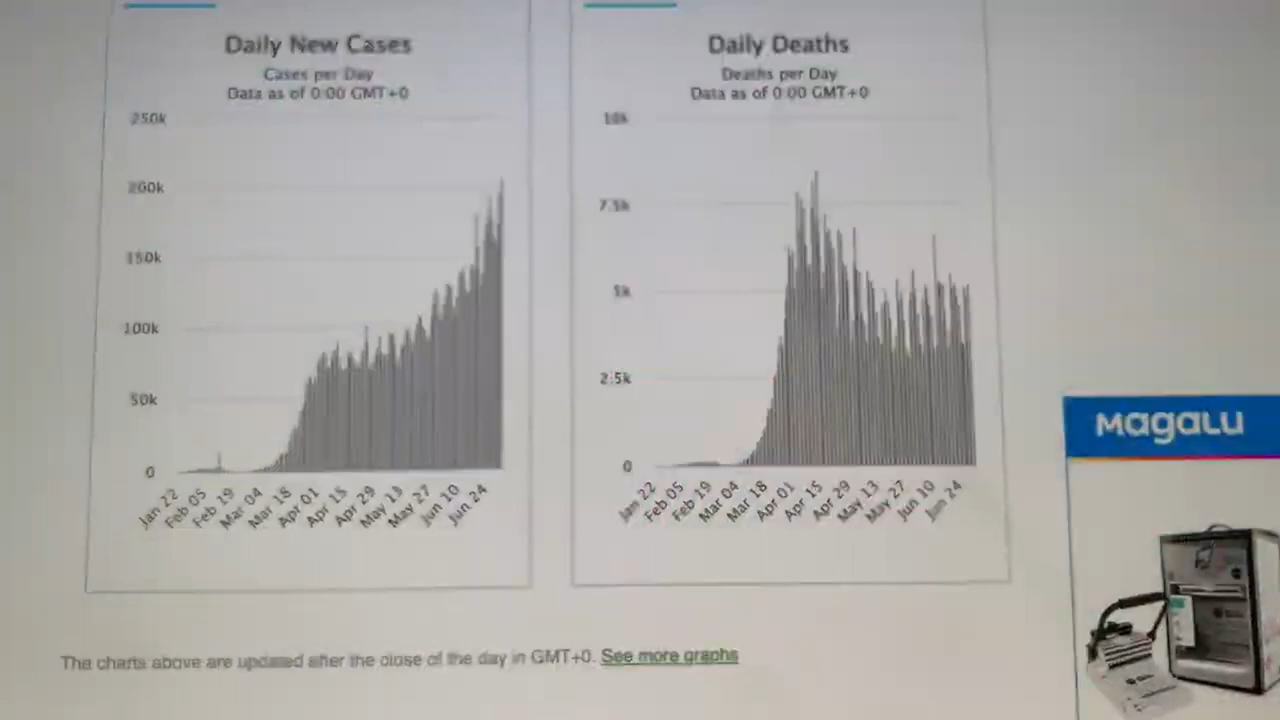 Daily New Cases
Cases per Day
Data as of 0:00 GMT+0
250k
200k
150k
100k
50k
0
Jan 22
Feb 05
Feb 19
Mar 04
Mar 18
Apr 01
Apr 15
Apr 29
May 13
May 27
Jun 10
Jun 24
Daily Deaths
Deaths per Day
Data as of 0:00 GMT+0
10k
7.5k
5k
2.5k
0
Jan 22
Feb 05
Feb 19
Mar 04
Mar 18
Apr 01
Apr 15
Apr 29
May 13
May 27
Jun 10
Jun 24
The charts above are updated after the close of the day in GMT+0. See more graphs
Magalu